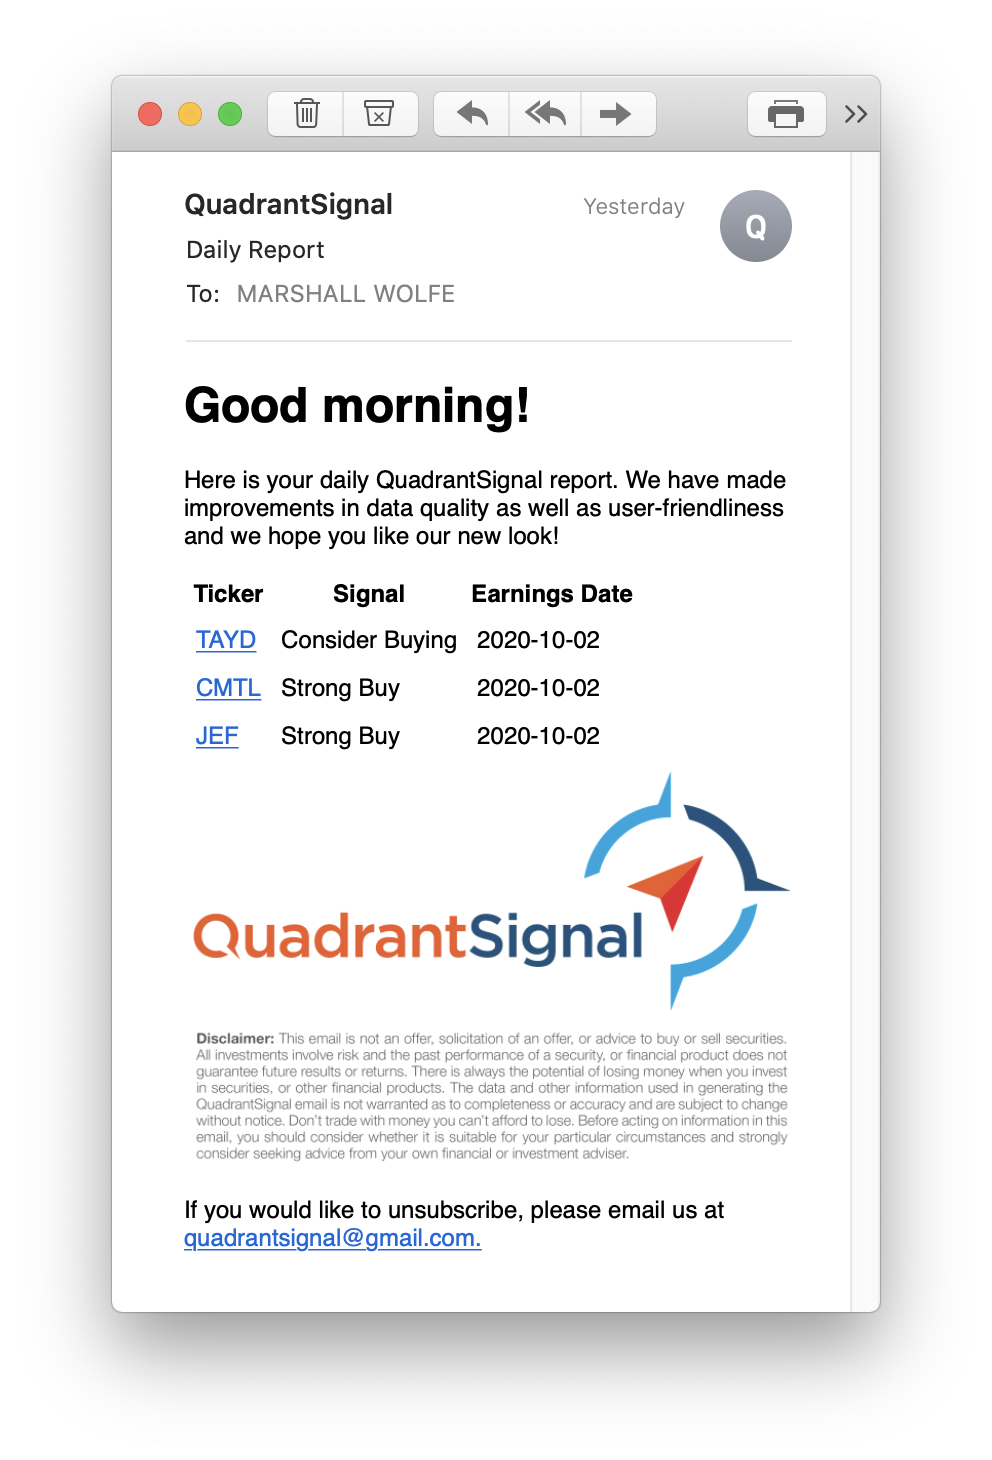 QuadrantSignal
Yesterday
Q
Daily Report
To: MARSHALL WOLFE
Good morning!
Here is your daily QuadrantSignal report. We have made
improvements in data quality as well as user-friendliness
and we hope you like our new look!
Ticker Signal Earnings Date
TAYD Consider Buying 2020-10-02
CMTL Strong Buy 2020-10-02
JEF Strong Buy 2020-10-02
QuadrantSignal
Disclaimer: This email is not an offer, solicitation of an offer, or advice to buy or sell securities.
All investments involve risk and the past performance of a security, or financial product does not
guarantee future results or returns. There is always the potential of losing money when you invest
in securities, or other financial products. The data and other information used in generating the
QuadrantSignal email is not warranted as to completeness or accuracy and are subject to change
without notice. Don't trade with money you can't afford to lose. Before acting on information in this
email, you should consider whether it is suitable for your particular circumstances and strongly
consider seeking advice from your own financial or investment adviser.
If you would like to unsubscribe, please email us at
quadrantsignal@gmail.com.